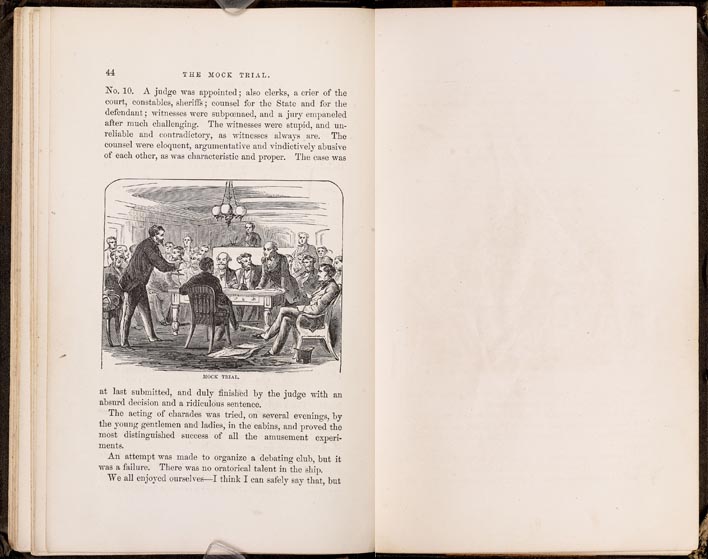 44
THE MOCK TRIAL.
No. 10. A judge was appointed; also clerks, a crier of the
court, constables, sheriffs; counsel for the State and for the
defendant; witnesses were subpœnaed, and a jury empaneled
after much challenging. The witnesses were stupid, and un-
reliable and contradictory, as witnesses always are. The
counsel were eloquent, argumentative and vindictively abusive
of each other, as was characteristic and proper. The case was
MOCK TRIAL.
at last submitted, and duly finished by the judge with an
absurd decision and a ridiculous sentence.
The acting of charades was tried, on several evenings, by
the young gentlemen and ladies, in the cabins, and proved the
most distinguished success of all the amusement experi-
ments.
An attempt was made to organize a debating club, but it
was a failure. There was no oratorical talent in the ship.
We all enjoyed ourselves—I think I can safely say that, but